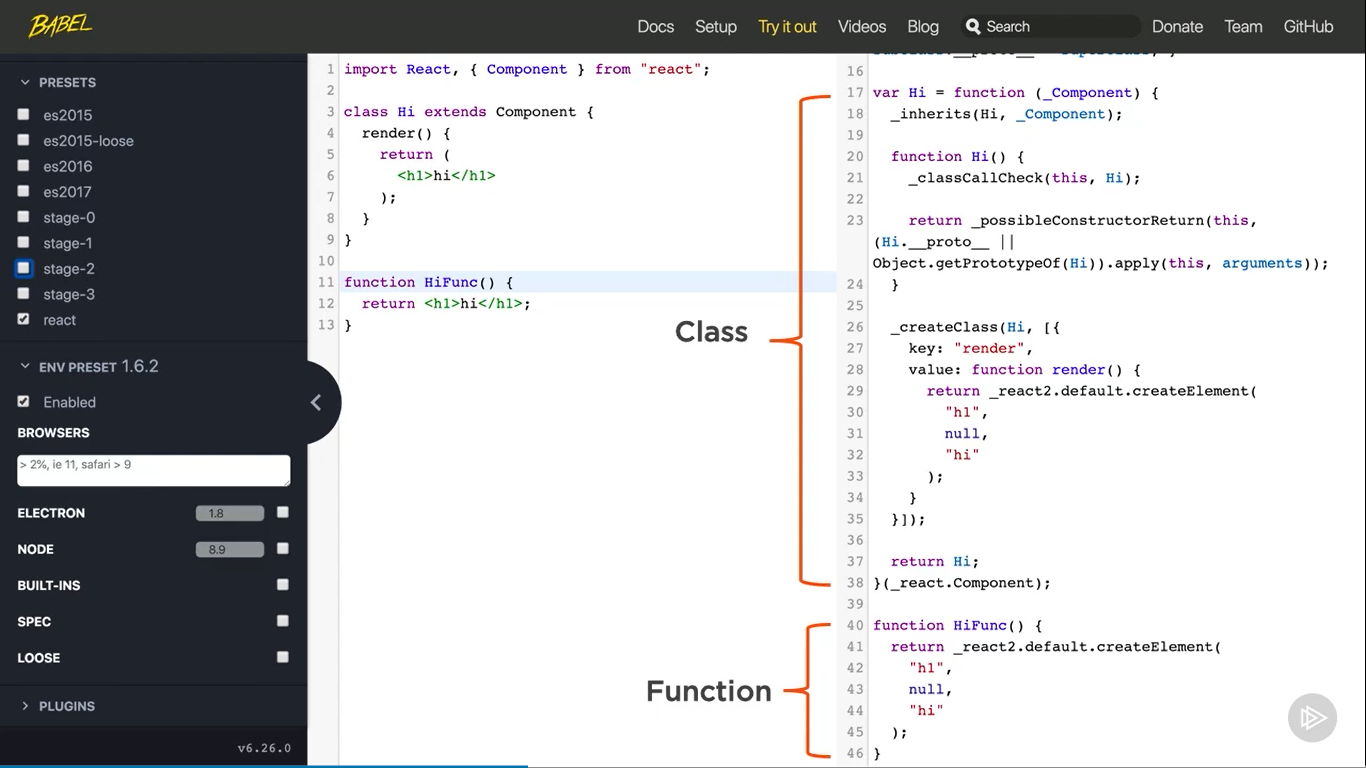 BABEL
Docs Setup Try it out Videos Blog Search Donate Team GitHub
PRESETS
es2015
es2015-loose
es2016
es2017
stage-0
stage-1
stage-2
stage-3
react
ENV PRESET 1.6.2
Enabled
BROWSERS
> 2%, ie 11, safari > 9
ELECTRON 1.8
NODE 8.9
BUILT-INS
SPEC
LOOSE
PLUGINS
v6.26.0
1 import React, { Component } from "react";
2
3 class Hi extends Component {
4 render() {
5 return (
6 <h1>hi</h1>
7 );
8 }
9 }
10
11 function HiFunc() {
12 return <h1>hi</h1>;
13 }
Class
Function
16
17 var Hi = function (_Component) {
18 _inherits(Hi, _Component);
19
20 function Hi() {
21 _classCallCheck(this, Hi);
22
23 return _possibleConstructorReturn(this,
(Hi.__proto__ ||
Object.getPrototypeOf(Hi)).apply(this, arguments));
24 }
25
26 _createClass(Hi, [{
27 key: "render",
28 value: function render() {
29 return _react2.default.createElement(
30 "h1",
31 null,
32 "hi"
33 );
34 }
35 }]);
36
37 return Hi;
38 }(_react.Component);
39
40 function HiFunc() {
41 return _react2.default.createElement(
42 "h1",
43 null,
44 "hi"
45 );
46 }